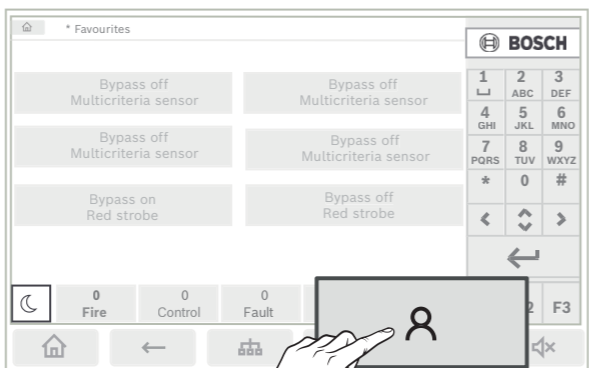 * Favourites
BOSCH
Bypass off
Multicriteria sensor
Bypass off
Multicriteria sensor
Bypass off
Multicriteria sensor
Bypass off
Multicriteria sensor
Bypass on
Red strobe
Bypass off
Red strobe
1 2 3
ABC DEF
4 5 6
GHI JKL MNO
7 8 9
PQRS TUV WXYZ
* 0 #
0 0 0
Fire Control Fault
2 F3